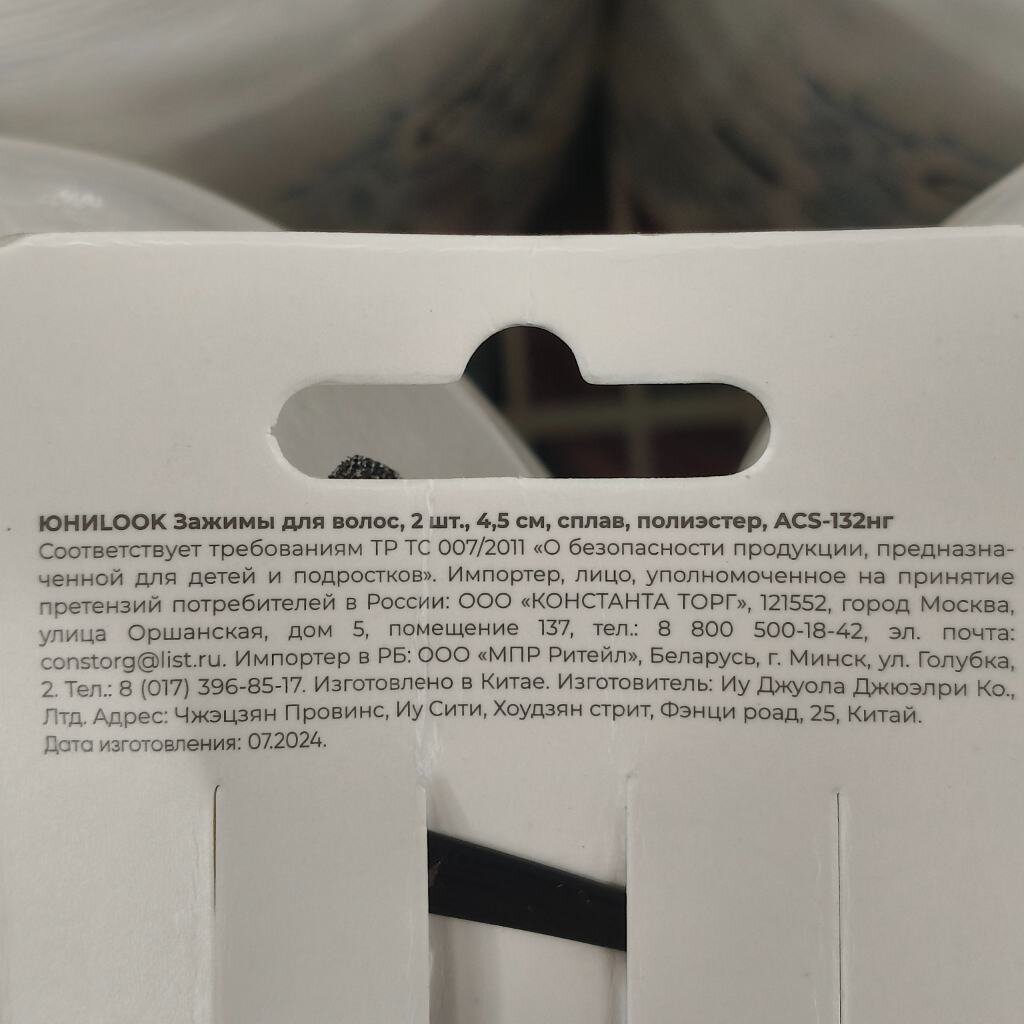 ЮНИLOOK Зажимы для волос, 2 шт., 4,5 см, сплав, полиэстер, ACS-132нг
Соответствует требованиям ТР ТС 007/2011 «О безопасности продукции, предназна-
ченной для детей и подростков». Импортер, лицо, уполномоченное на принятие
претензий потребителей в России: ООО «КОНСТАНТА ТОРГ», 121552, город Москва,
улица Оршанская, дом 5, помещение 137, тел.: 8 800 500-18-42, эл. почта:
constorg@list.ru. Импортер в РБ: ООО «МПР Ритейл», Беларусь, г. Минск, ул. Голубка,
2. Тел.: 8 (017) 396-85-17. Изготовлено в Китае. Изготовитель: Иу Джуола Джюэлри Ко.,
Лтд. Адрес: Чжэцзян Провинс, Иу Сити, Хоудзян стрит, Фэнци роад, 25, Китай.
Дата изготовления: 07.2024.